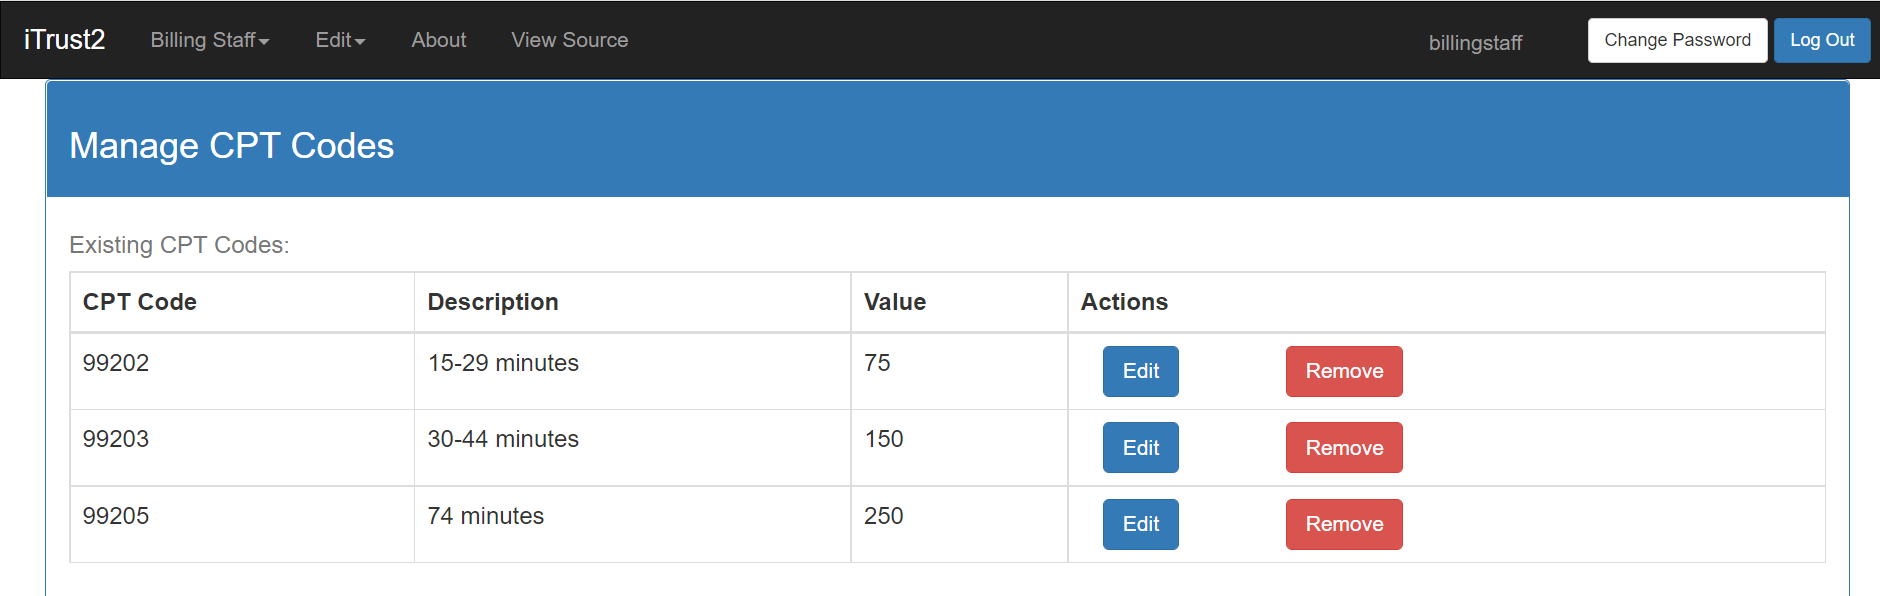 iTrust2 Billing Staff Edit About View Source billingstaff Change Password Log Out
Manage CPT Codes
Existing CPT Codes:
CPT Code Description Value Actions
99202 15-29 minutes 75 Edit Remove
99203 30-44 minutes 150 Edit Remove
99205 74 minutes 250 Edit Remove